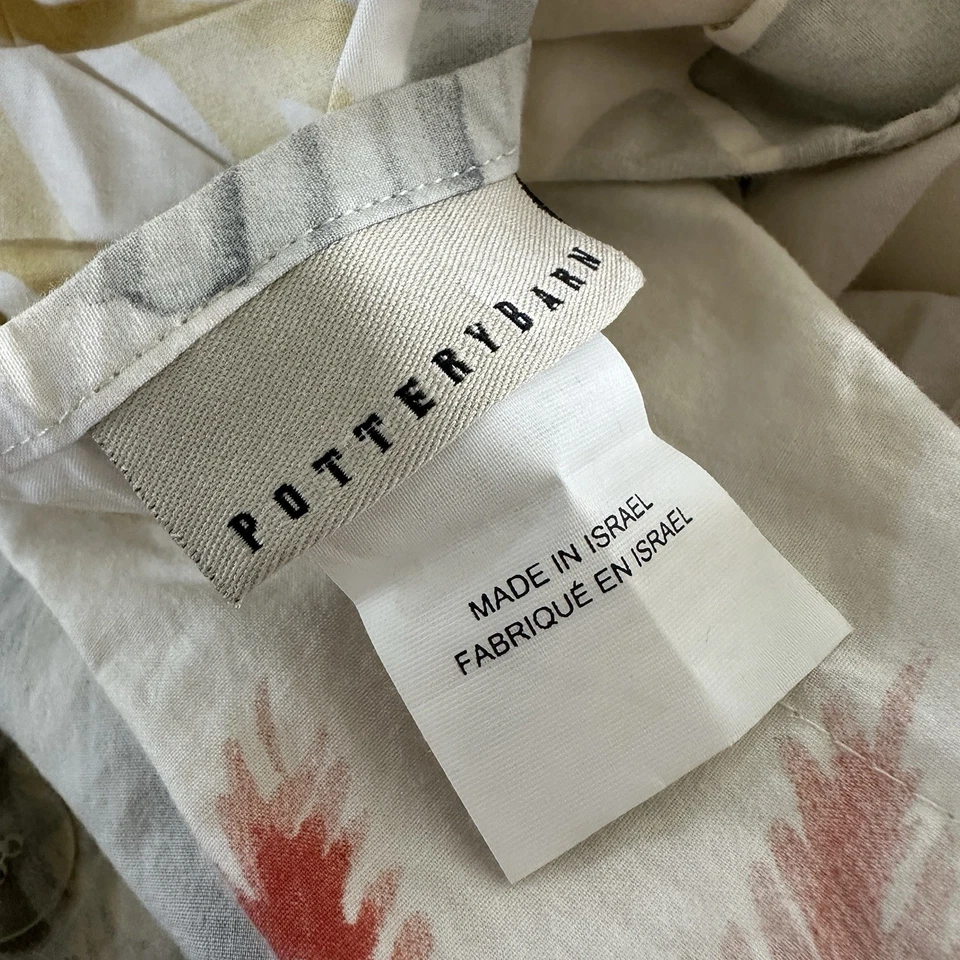 POTTERYBARN
MADE IN ISRAEL
FABRIQUÉ EN ISRAEL